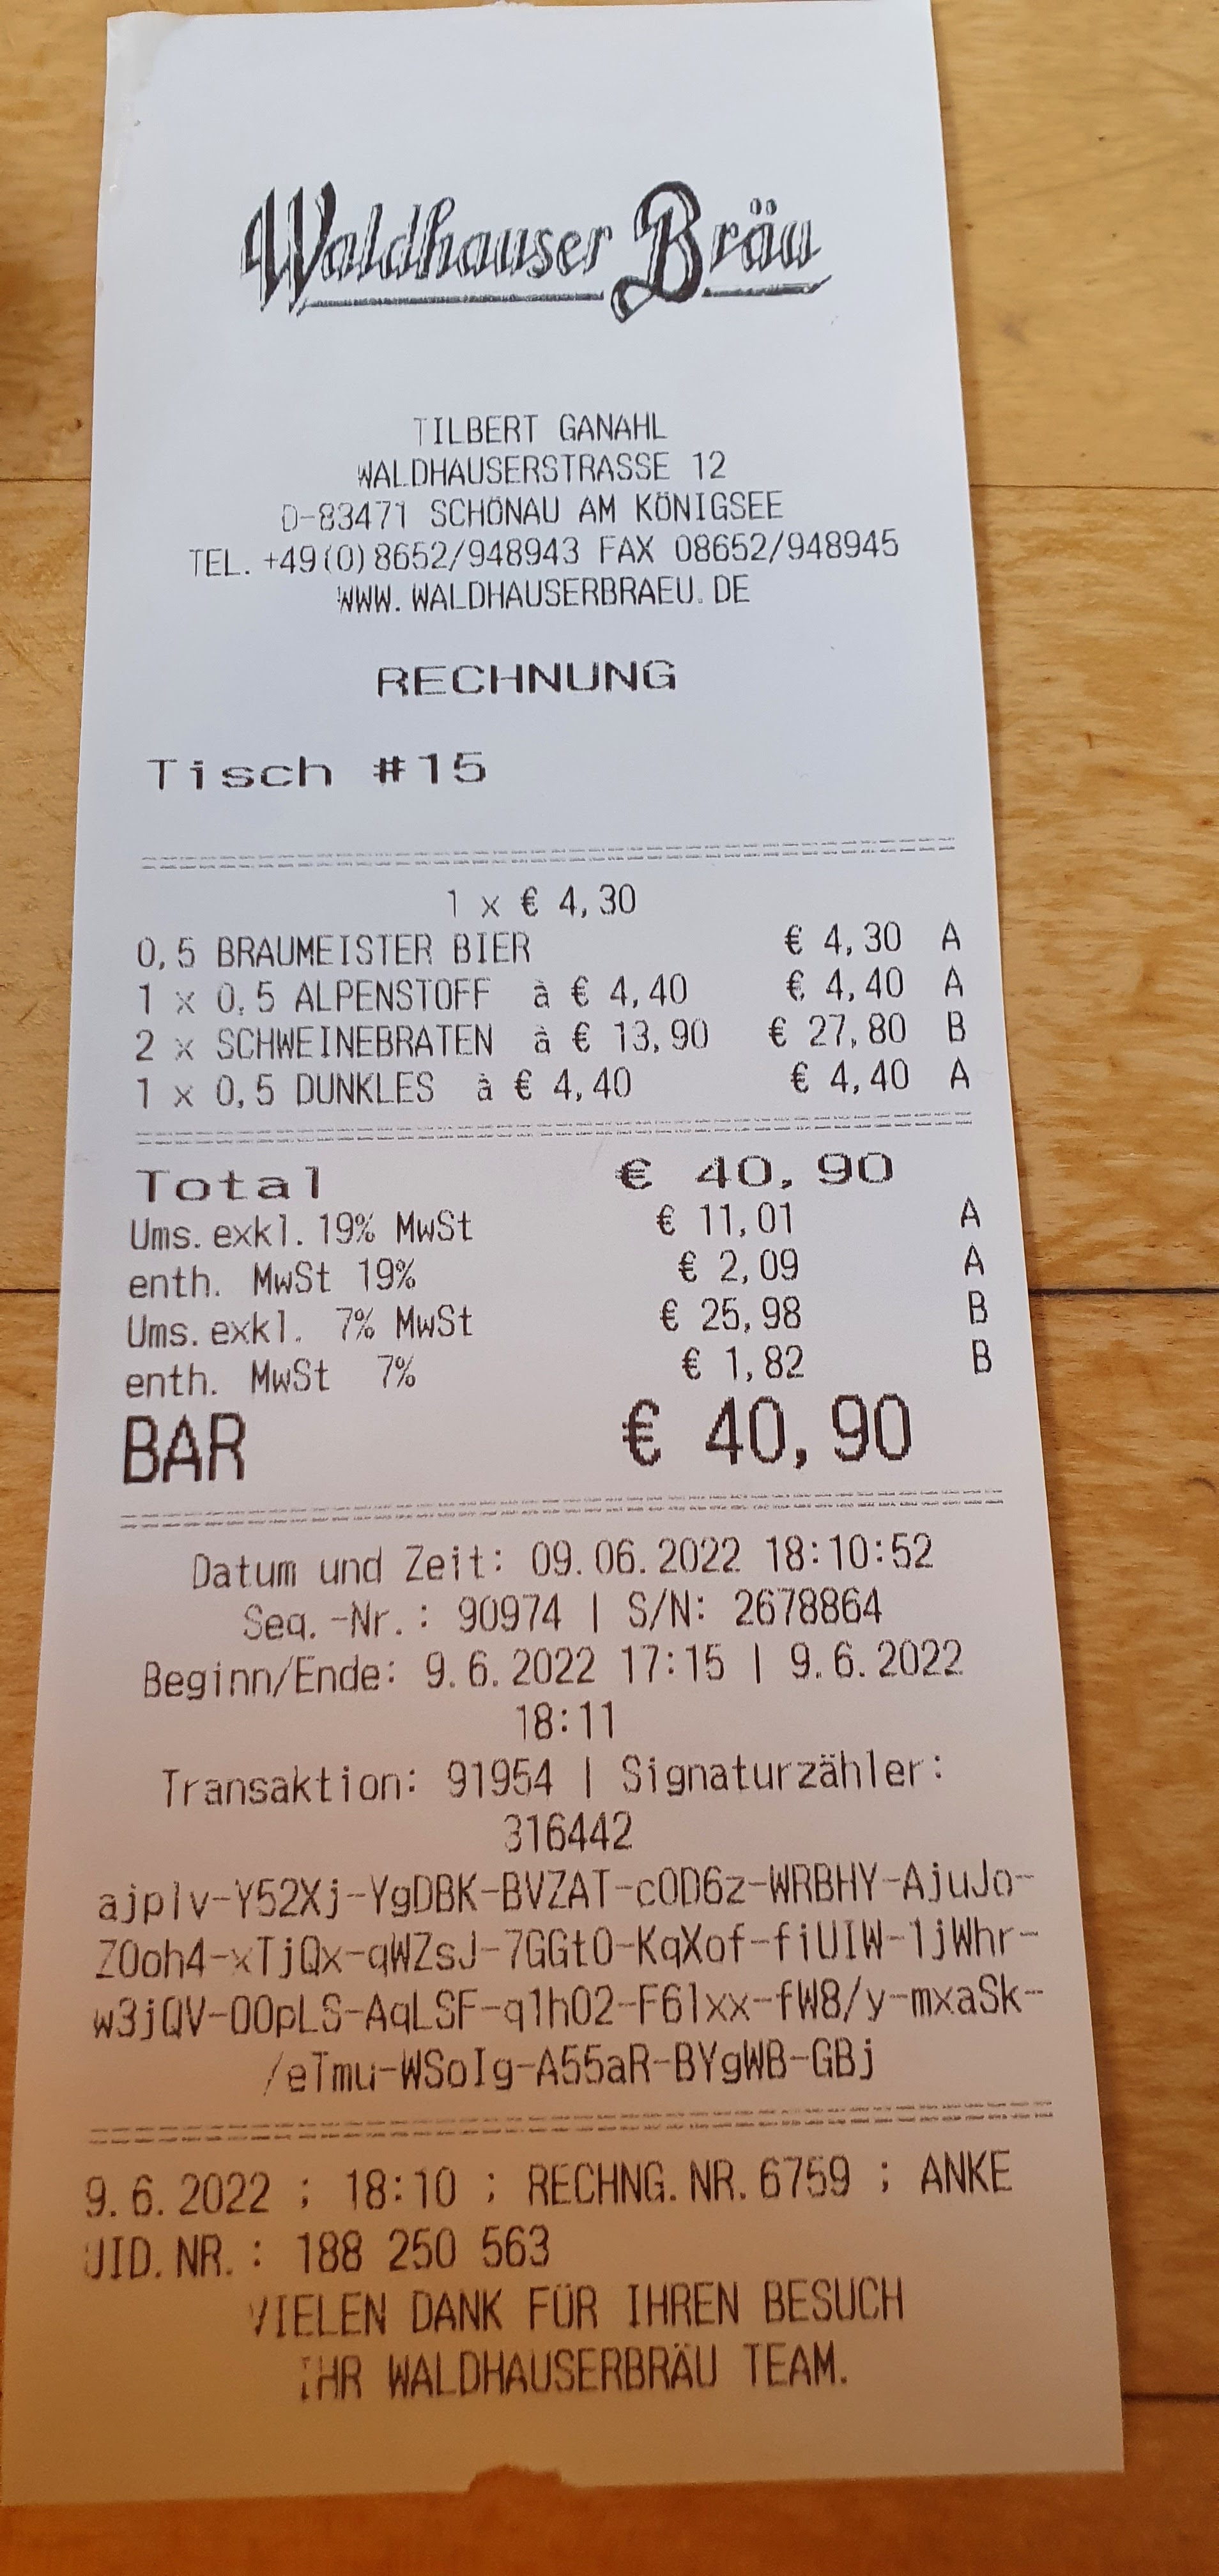 Waldhauser Bräu
TILBERT GANAHL
WALDHAUSERSTRASSE 12
D-83471 SCHÖNAU AM KÖNIGSEE
TEL. +49(0)8652/948943 FAX 08652/948945
WWW.WALDHAUSERBRAEU.DE
RECHNUNG
Tisch #15
1 x € 4,30
0,5 BRAUMEISTER BIER € 4,30 A
1 x 0,5 ALPENSTOFF à € 4,40 € 4,40 A
2 x SCHWEINEBRATEN à € 13,90 € 27,80 B
1 x 0,5 DUNKLES à € 4,40 € 4,40 A
Total € 40,90
Ums.exkl.19% MwSt € 11,01 A
enth. MwSt 19% € 2,09 A
Ums.exkl. 7% MwSt € 25,98 B
enth. MwSt 7% € 1,82 B
BAR € 40,90
Datum und Zeit: 09.06.2022 18:10:52
Seq.-Nr.: 90974 | S/N: 2678864
Beginn/Ende: 9.6.2022 17:15 | 9.6.2022
18:11
Transaktion: 91954 | Signaturzähler:
316442
ajplv-Y52Xj-YgDBK-BVZAT-cOD6z-WRBHY-AjuJo-
ZOoh4-xTjQx-qWZsJ-7GGtO-KqXof-fiUIW-1jWhr-
w3jQV-OOpLS-AqLSF-q1hO2-F6lxx-fW8/y-mxaSk-
/eTmu-WSoIg-A55aR-BYgWB-GBj
9.6.2022 ; 18:10 ; RECHNG.NR.6759 ; ANKE
UID.NR.: 188 250 563
VIELEN DANK FÜR IHREN BESUCH
IHR WALDHAUSERBRÄU TEAM.